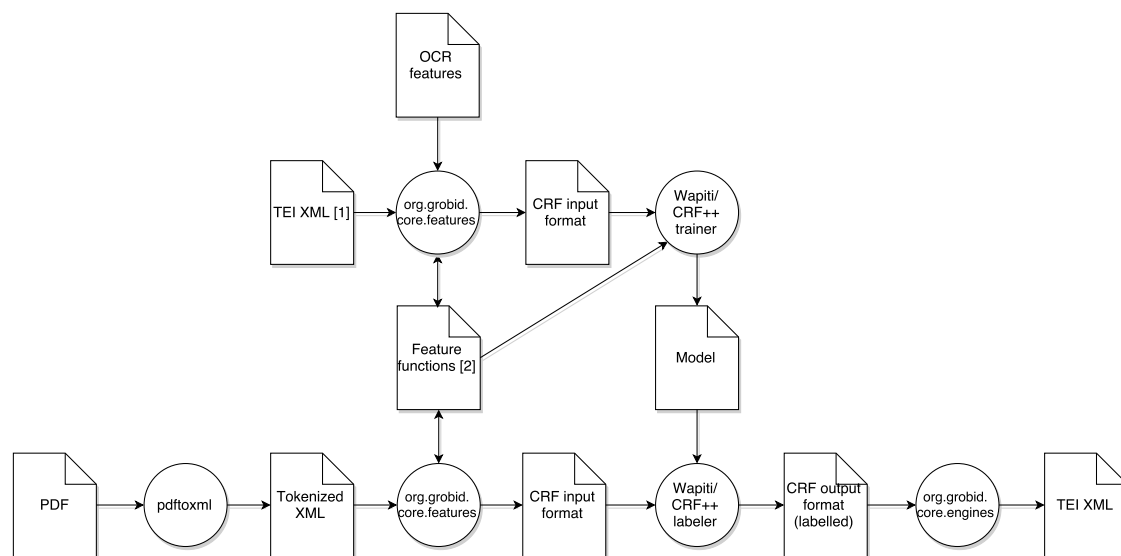 OCR
features
TEI XML [1]
org.grobid.
core.features
CRF input
format
Wapiti/
CRF++
trainer
Feature
functions [2]
Model
PDF
pdftoxml
Tokenized
XML
org.grobid.
core.features
CRF input
format
Wapiti/
CRF++
labeler
CRF output
format
(labelled)
org.grobid.
core.engines
TEI XML